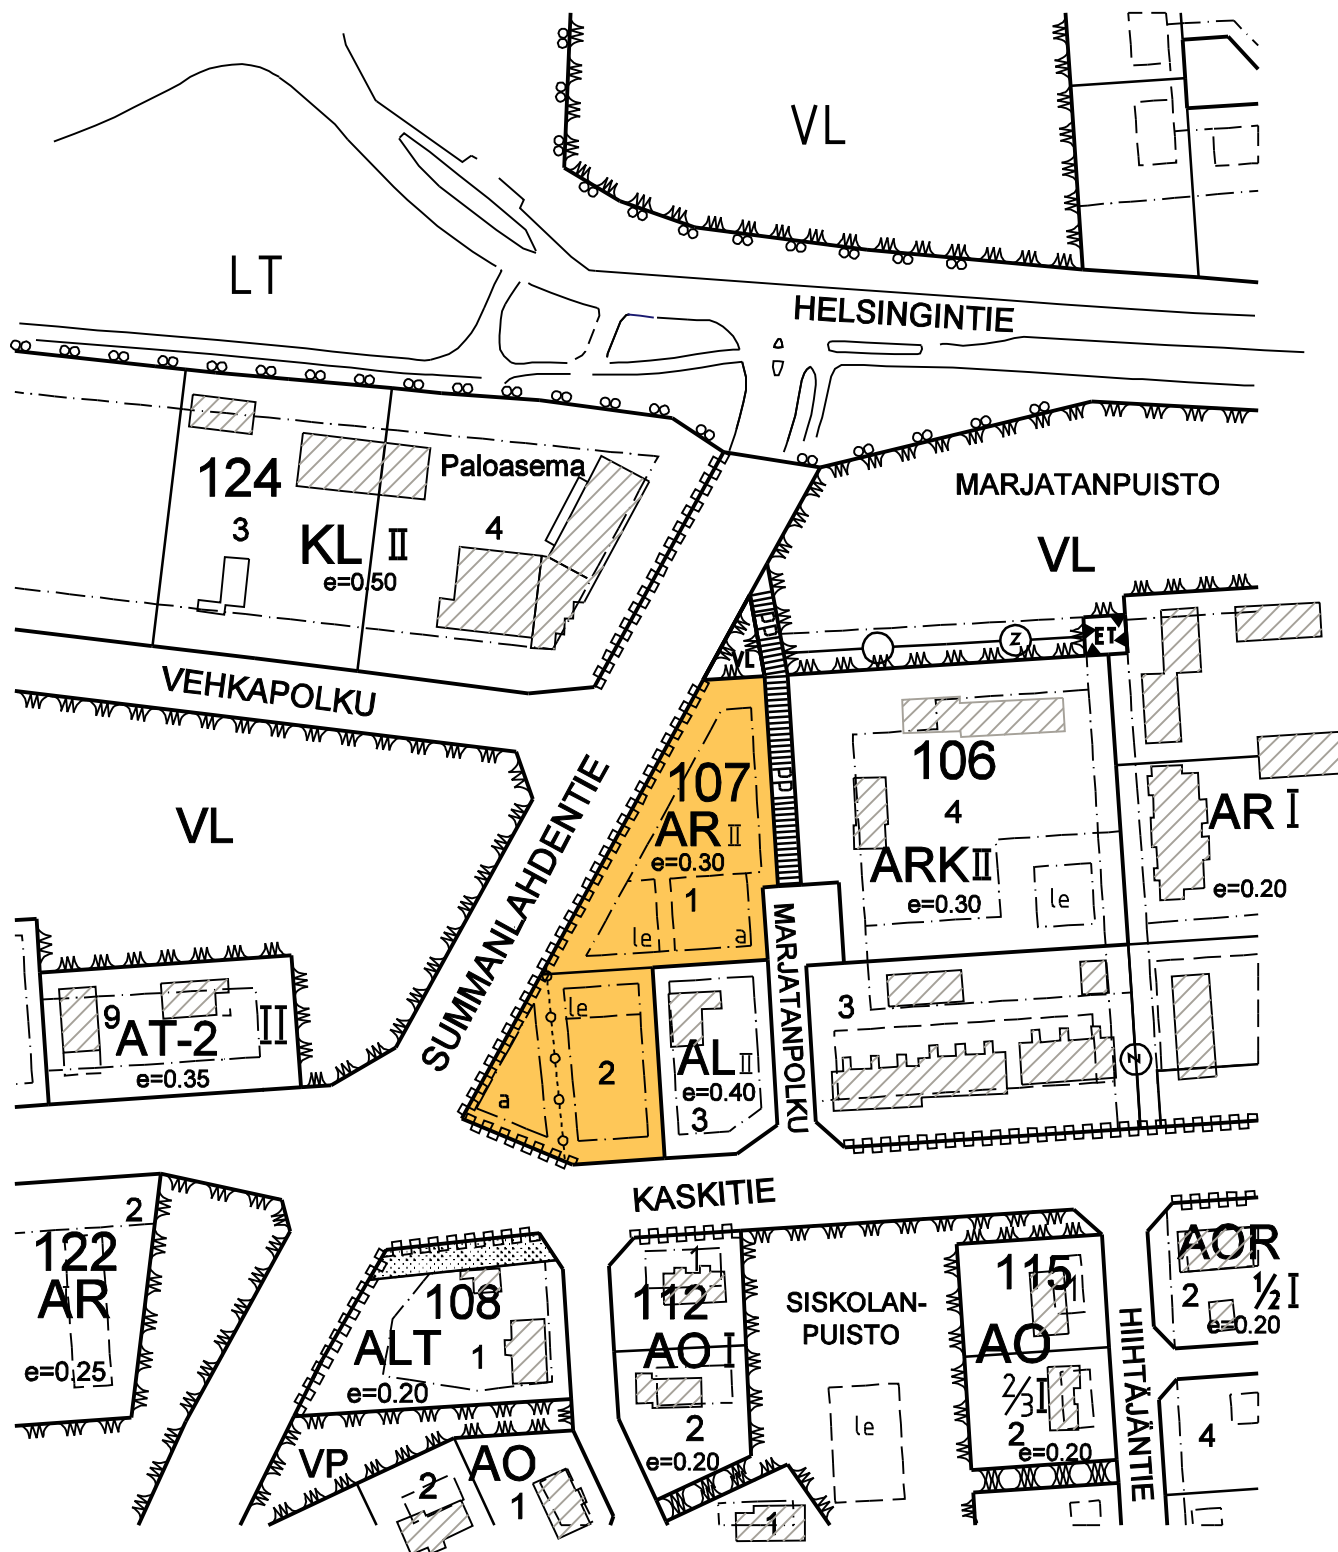 VL
LT
HELSINGINTIE
Paloasema
124
3
4
KL II
e=0.50
MARJATANPUISTO
VL
PP
Z
ET
VL
VEHKAPOLKU
107
AR II
e=0.30
1
le
a
PP
106
4
ARK II
e=0.30
le
AR I
e=0.20
VL
SUMMANLAHDENTIE
MARJATANPOLKU
9
AT-2
II
e=0.35
le
2
a
AL II
e=0.40
3
3
Z
KASKITIE
2
122
AR
e=0.25
108
ALT
1
e=0.20
1
112
AO I
2
e=0.20
SISKOLAN-
PUISTO
le
115
AO
2/3 I
2
e=0.20
HIIHTÄJÄNTIE
AOR
2
½ I
e=0.20
4
VP
2
AO
1
1